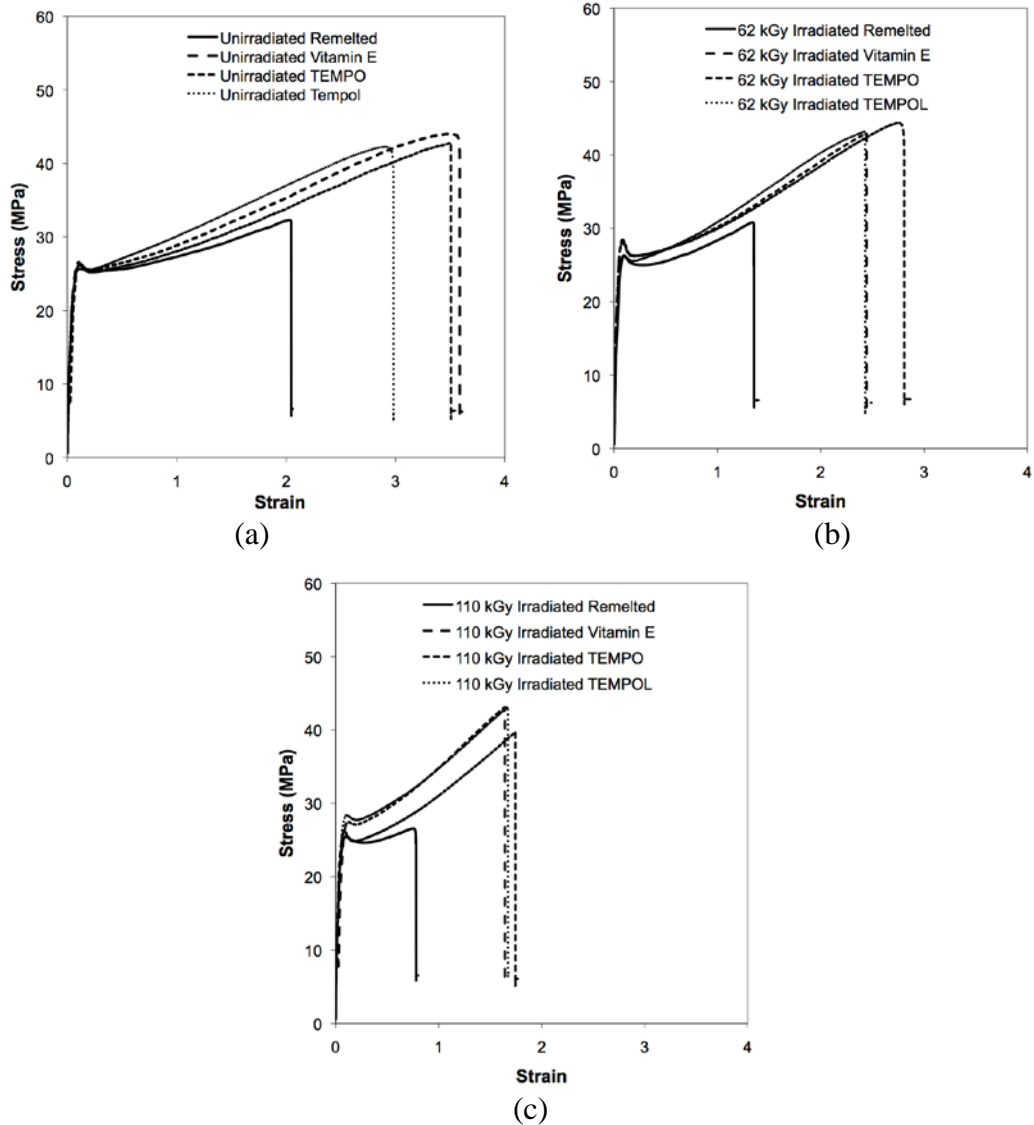 60
50
40
30
20
10
0
Stress (MPa)
Unirradiated Remelted
Unirradiated Vitamin E
Unirradiated TEMPO
Unirradiated Tempol
0 1 2 3 4
Strain
(a)
60
50
40
30
20
10
0
Stress (MPa)
62 kGy Irradiated Remelted
62 kGy Irradiated Vitamin E
62 kGy Irradiated TEMPO
62 kGy Irradiated TEMPOL
0 1 2 3 4
Strain
(b)
60
50
40
30
20
10
0
Stress (MPa)
110 kGy Irradiated Remelted
110 kGy Irradiated Vitamin E
110 kGy Irradiated TEMPO
110 kGy Irradiated TEMPOL
0 1 2 3 4
Strain
(c)